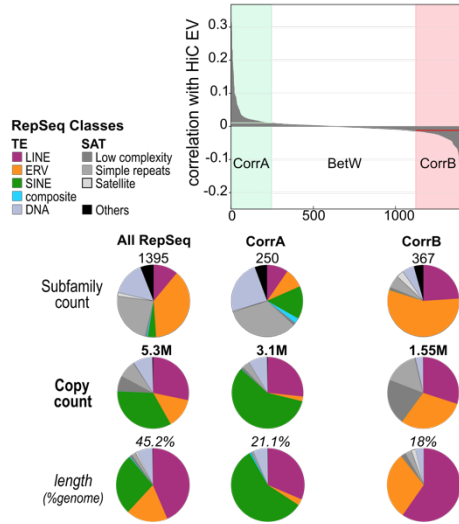 correlation with HiC EV
0.3
0.2
0.1
0
-0.1
-0.2
CorrA
BetW
CorrB
0
500
1000
RepSeq Classes
TE
SAT
LINE
Low complexity
ERV
Simple repeats
SINE
Satellite
composite
DNA
Others
All RepSeq
CorrA
CorrB
1395
250
367
Subfamily
count
5.3M
3.1M
1.55M
Copy
count
45.2%
21.1%
18%
length
(%genome)